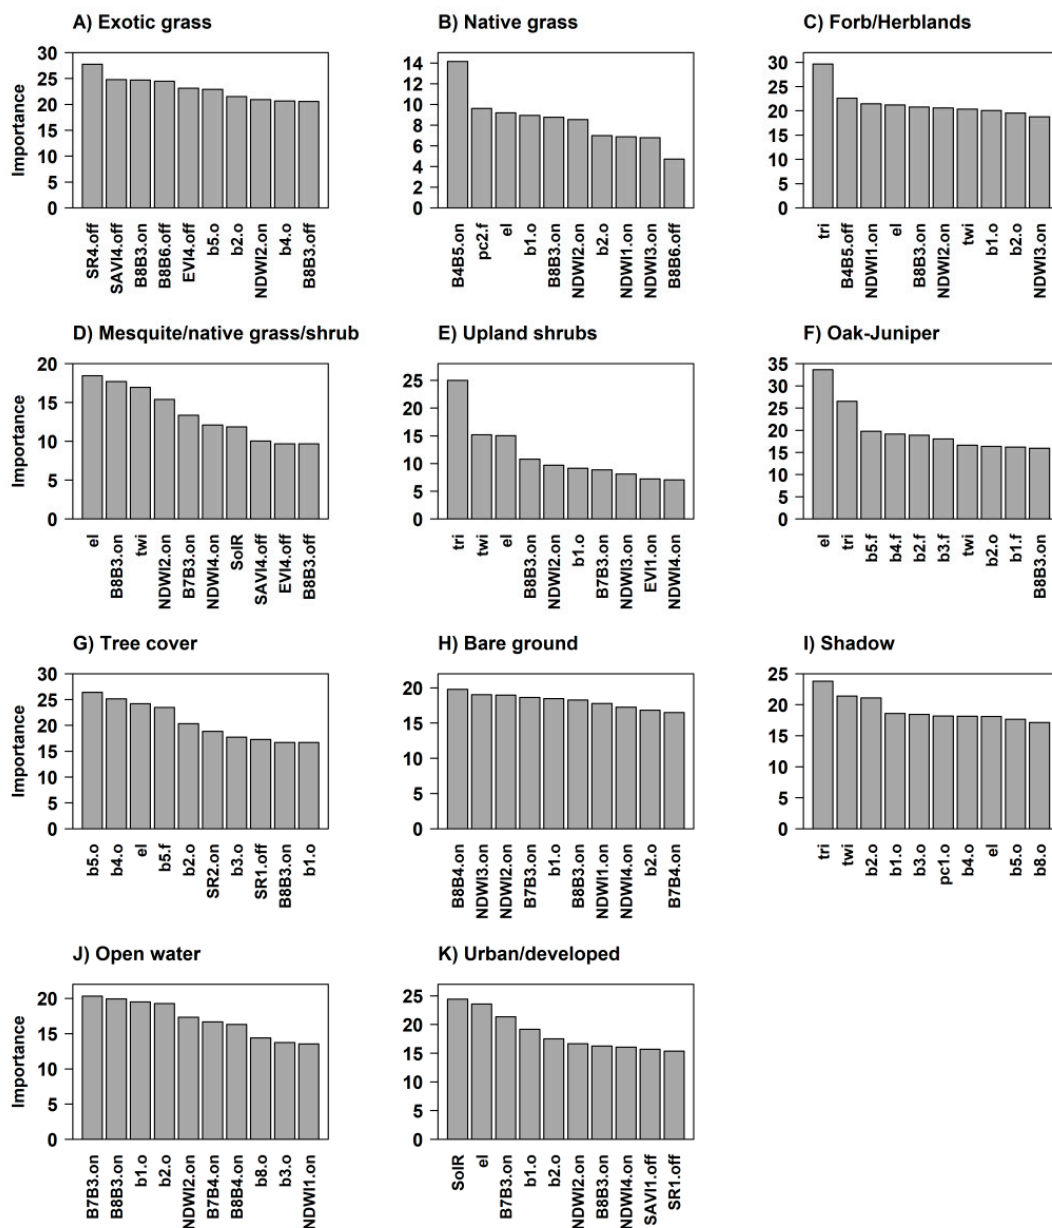 A) Exotic grass
Importance
30
25
20
15
10
5
0
SR4.off
SAVI4.off
B8B3.on
B8B6.off
EVI4.off
b5.o
b2.o
NDWI2.on
b4.o
B8B3.off
B) Native grass
14
12
10
8
6
4
2
0
B4B5.on
pc2.f
el
b1.o
B8B3.on
NDWI2.on
b2.o
NDWI1.on
NDWI3.on
B8B6.off
C) Forb/Herblands
30
25
20
15
10
5
0
tri
B4B5.off
NDWI1.on
el
B8B3.on
NDWI2.on
twi
b1.o
b2.o
NDWI3.on
D) Mesquite/native grass/shrub
Importance
20
15
10
5
0
el
B8B3.on
twi
NDWI2.on
B7B3.on
NDWI4.on
SolR
SAVI4.off
EVI4.off
B8B3.off
E) Upland shrubs
25
20
15
10
5
0
tri
twi
el
B8B3.on
NDWI2.on
b1.o
B7B3.on
NDWI3.on
EVI1.on
NDWI4.on
F) Oak-Juniper
35
30
25
20
15
10
5
0
el
tri
b5.f
b4.f
b2.f
b3.f
twi
b2.o
b1.f
B8B3.on
G) Tree cover
Importance
30
25
20
15
10
5
0
b5.o
b4.o
el
b5.f
b2.o
SR2.on
b3.o
SR1.off
B8B3.on
b1.o
H) Bare ground
20
15
10
5
0
B8B4.on
NDWI3.on
NDWI2.on
B7B3.on
b1.o
B8B3.on
NDWI1.on
NDWI4.on
b2.o
B7B4.on
I) Shadow
25
20
15
10
5
0
tri
twi
b2.o
b1.o
b3.o
pc1.o
b4.o
el
b5.o
b8.o
J) Open water
Importance
20
15
10
5
0
B7B3.on
B8B3.on
b1.o
b2.o
NDWI2.on
B7B4.on
B8B4.on
b8.o
b3.o
NDWI1.on
K) Urban/developed
25
20
15
10
5
0
SolR
el
B7B3.on
b1.o
b2.o
NDWI2.on
B8B3.on
NDWI4.on
SAVI1.off
SR1.off